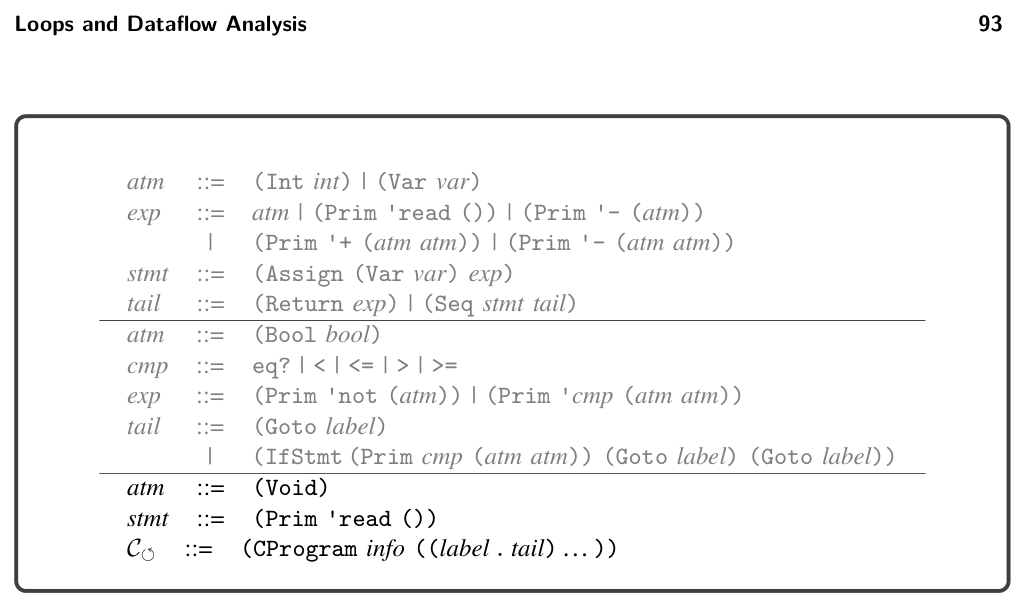 Loops and Dataflow Analysis 93
atm ::= (Int int) | (Var var)
exp ::= atm | (Prim 'read ()) | (Prim '- (atm))
| (Prim '+ (atm atm)) | (Prim '- (atm atm))
stmt ::= (Assign (Var var) exp)
tail ::= (Return exp) | (Seq stmt tail)
atm ::= (Bool bool)
cmp ::= eq? | < | <= | > | >=
exp ::= (Prim 'not (atm)) | (Prim 'cmp (atm atm))
tail ::= (Goto label)
| (IfStmt (Prim cmp (atm atm)) (Goto label) (Goto label))
atm ::= (Void)
stmt ::= (Prim 'read ())
C↺ ::= (CProgram info ((label . tail) … ))